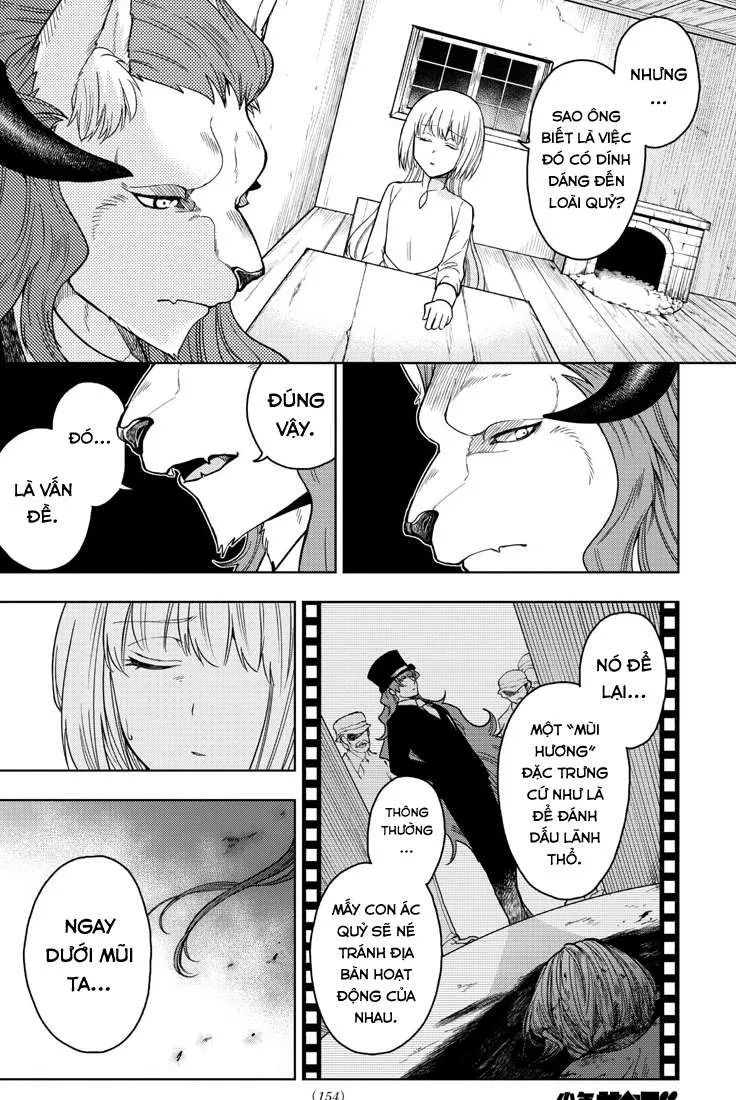 NHƯNG
...
SAO ÔNG
BIẾT LÀ VIỆC
ĐÓ CÓ DÍNH
DÁNG ĐẾN
LOÀI QUỶ?
ĐÚNG
VẬY.
ĐÓ...
LÀ VẤN
ĐỀ.
NÓ ĐỂ
LẠI...
MỘT "MÙI
HƯƠNG"
ĐẶC TRƯNG
CỨ NHƯ LÀ
ĐỂ ĐÁNH
DẤU LÃNH
THỔ.
THÔNG
THƯỜNG
...
MẤY CON ÁC
QUỶ SẼ NÉ
TRÁNH ĐỊA
BÀN HOẠT
ĐỘNG CỦA
NHAU.
NGAY
DƯỚI MŨI
TA...
(154)